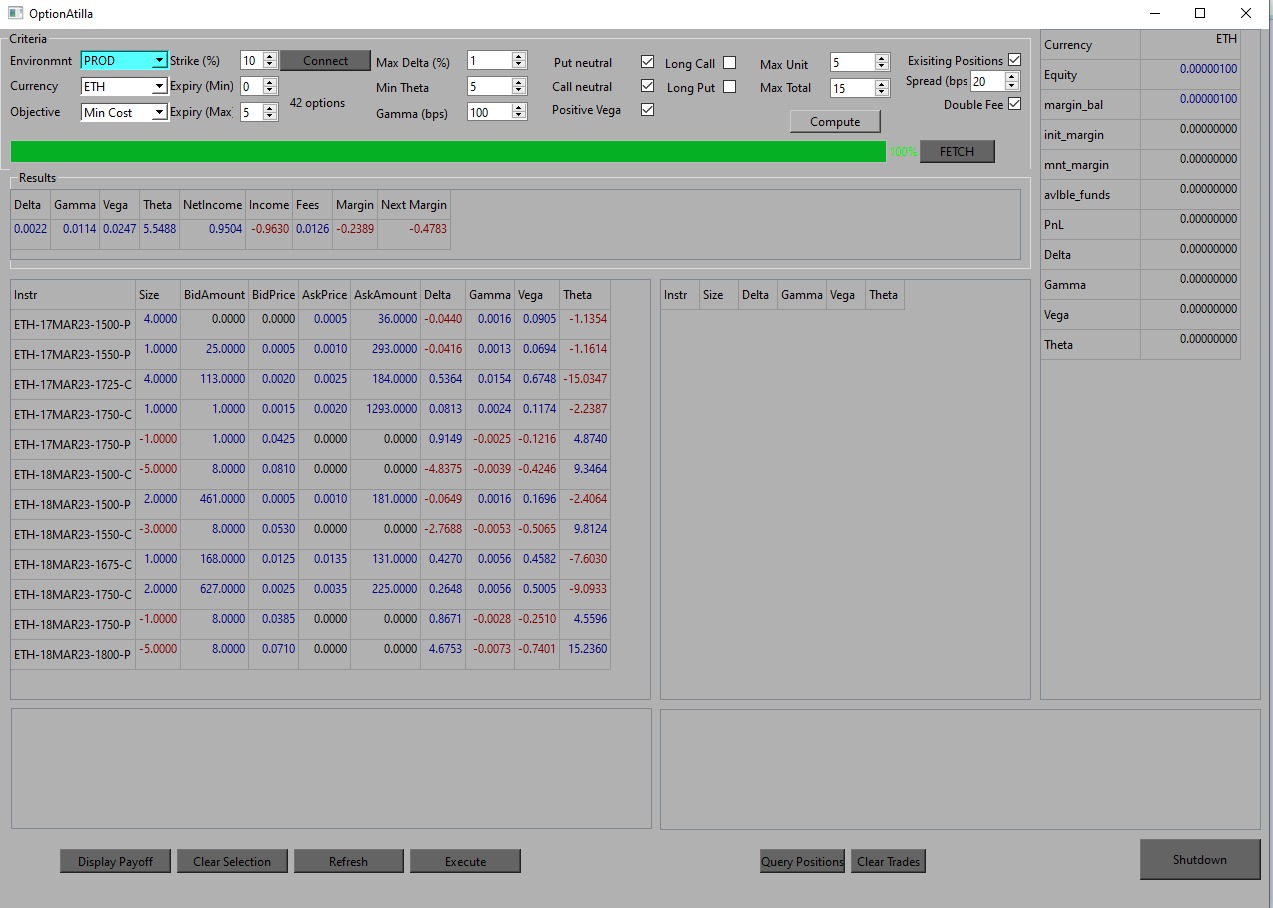 OptionAtilla
Criteria
Environmnt PROD Strike (%) 10 Connect Max Delta (%) 1 Put neutral Long Call Max Unit 5 Exisiting Positions
Currency ETH Expiry (Min) 0 42 options Min Theta 5 Call neutral Long Put Max Total 15 Spread (bps 20
Objective Min Cost Expiry (Max 5 Gamma (bps) 100 Positive Vega Compute Double Fee
100% FETCH
Results
Delta Gamma Vega Theta NetIncome Income Fees Margin Next Margin
0.0022 0.0114 0.0247 5.5488 0.9504 -0.9630 0.0126 -0.2389 -0.4783
Instr Size BidAmount BidPrice AskPrice AskAmount Delta Gamma Vega Theta
ETH-17MAR23-1500-P 4.0000 0.0000 0.0000 0.0005 36.0000 -0.0440 0.0016 0.0905 -1.1354
ETH-17MAR23-1550-P 1.0000 25.0000 0.0005 0.0010 293.0000 -0.0416 0.0013 0.0694 -1.1614
ETH-17MAR23-1725-C 4.0000 113.0000 0.0020 0.0025 184.0000 0.5364 0.0154 0.6748 -15.0347
ETH-17MAR23-1750-C 1.0000 1.0000 0.0015 0.0020 1293.0000 0.0813 0.0024 0.1174 -2.2387
ETH-17MAR23-1750-P -1.0000 1.0000 0.0425 0.0000 0.0000 0.9149 -0.0025 -0.1216 4.8740
ETH-18MAR23-1500-C -5.0000 8.0000 0.0810 0.0000 0.0000 -4.8375 -0.0039 -0.4246 9.3464
ETH-18MAR23-1500-P 2.0000 461.0000 0.0005 0.0010 181.0000 -0.0649 0.0016 0.1696 -2.4064
ETH-18MAR23-1550-C -3.0000 8.0000 0.0530 0.0000 0.0000 -2.7688 -0.0053 -0.5065 9.8124
ETH-18MAR23-1675-C 1.0000 168.0000 0.0125 0.0135 131.0000 0.4270 0.0056 0.4582 -7.6030
ETH-18MAR23-1750-C 2.0000 627.0000 0.0025 0.0035 225.0000 0.2648 0.0056 0.5005 -9.0933
ETH-18MAR23-1750-P -1.0000 8.0000 0.0385 0.0000 0.0000 0.8671 -0.0028 -0.2510 4.5596
ETH-18MAR23-1800-P -5.0000 8.0000 0.0710 0.0000 0.0000 4.6753 -0.0073 -0.7401 15.2360
Instr Size Delta Gamma Vega Theta
Currency ETH
Equity 0.00000100
margin_bal 0.00000100
init_margin 0.00000000
mnt_margin 0.00000000
avlble_funds 0.00000000
PnL 0.00000000
Delta 0.00000000
Gamma 0.00000000
Vega 0.00000000
Theta 0.00000000
Display Payoff Clear Selection Refresh Execute Query Positions Clear Trades Shutdown